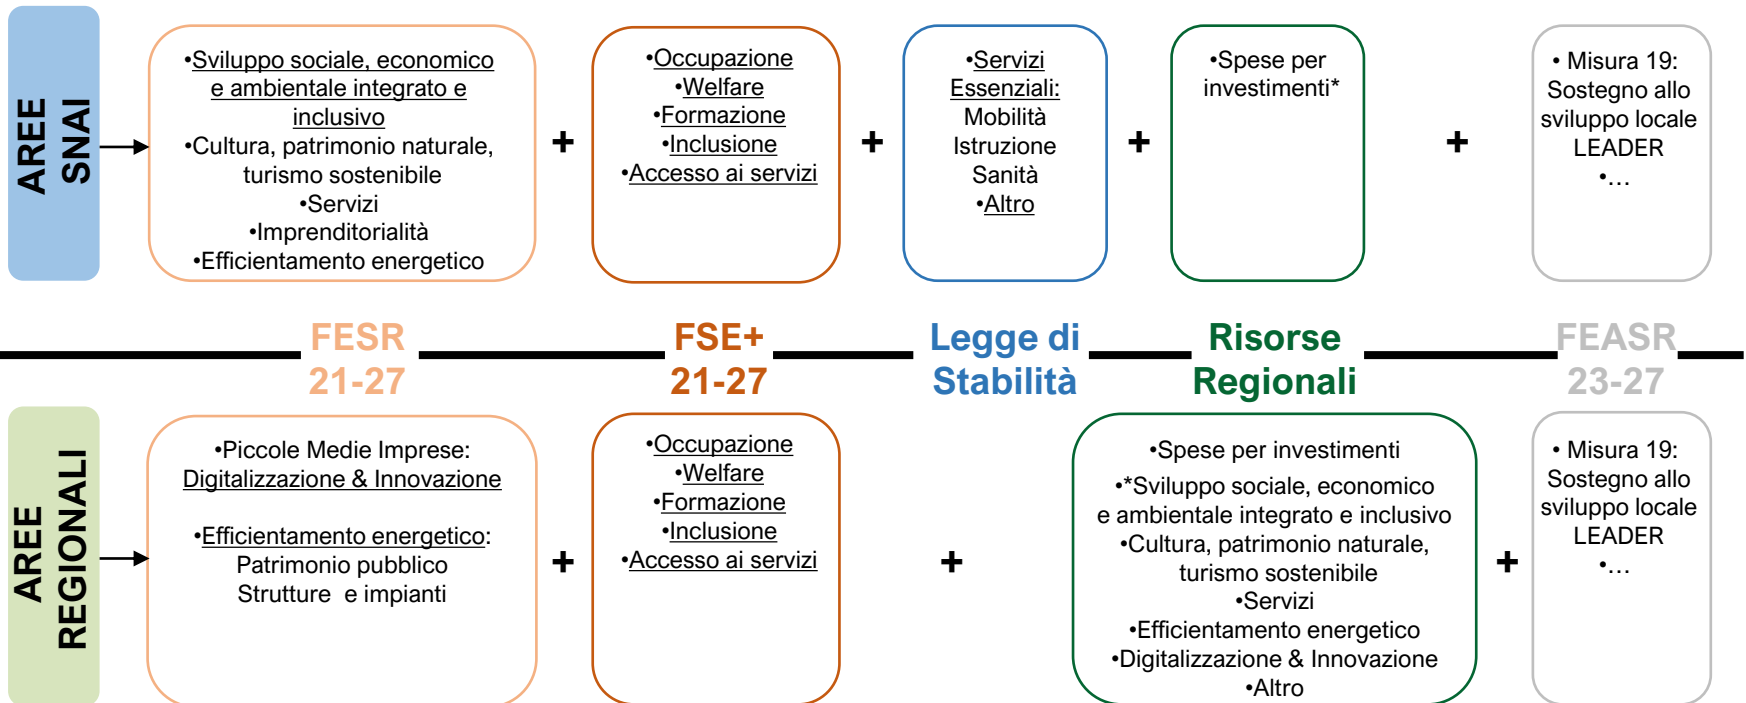 AREE
SNAI
•Sviluppo sociale, economico
e ambientale integrato e
inclusivo
•Cultura, patrimonio naturale,
turismo sostenibile
•Servizi
•Imprenditorialità
•Efficientamento energetico
+
•Occupazione
•Welfare
•Formazione
•Inclusione
•Accesso ai servizi
+
•Servizi
Essenziali:
Mobilità
Istruzione
Sanità
•Altro
+
•Spese per
investimenti*
+
• Misura 19:
Sostegno allo
sviluppo locale
LEADER
•…
FESR
21-27
FSE+
21-27
Legge di
Stabilità
Risorse
Regionali
FEASR
23-27
AREE
REGIONALI
•Piccole Medie Imprese:
Digitalizzazione & Innovazione
•Efficientamento energetico:
Patrimonio pubblico
Strutture e impianti
+
•Occupazione
•Welfare
•Formazione
•Inclusione
•Accesso ai servizi
+
•Spese per investimenti
•*Sviluppo sociale, economico
e ambientale integrato e inclusivo
•Cultura, patrimonio naturale,
turismo sostenibile
•Servizi
•Efficientamento energetico
•Digitalizzazione & Innovazione
•Altro
+
• Misura 19:
Sostegno allo
sviluppo locale
LEADER
•…